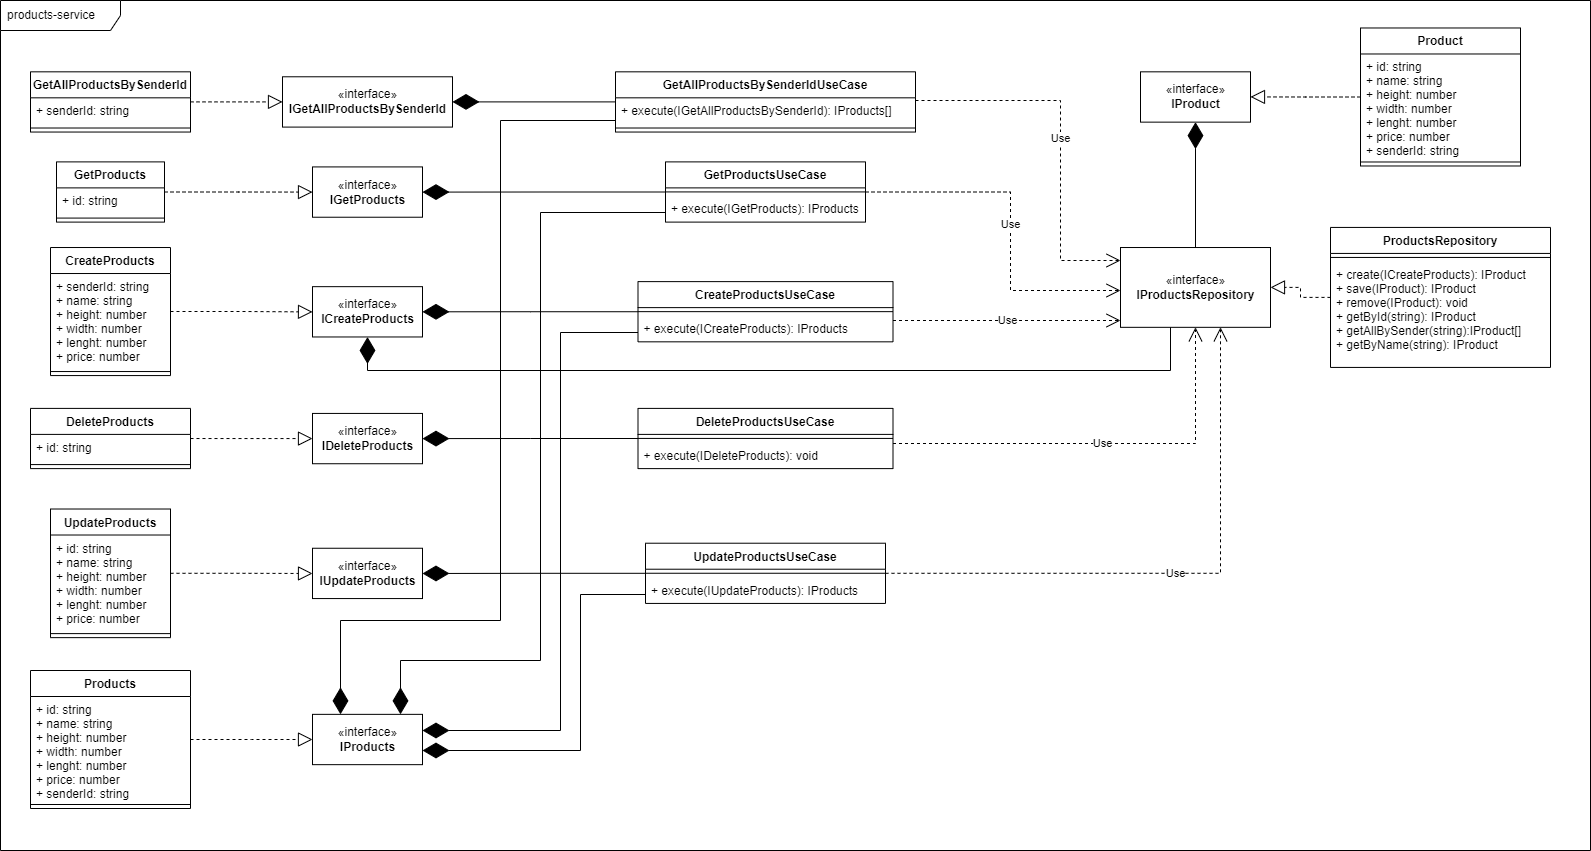 products-service
GetAllProductsBySenderId
+ senderId: string
«interface»
IGetAllProductsBySenderId
GetAllProductsBySenderIdUseCase
+ execute(IGetAllProductsBySenderId): IProducts[]
Use
«interface»
IProduct
Product
+ id: string
+ name: string
+ height: number
+ width: number
+ lenght: number
+ price: number
+ senderId: string
GetProducts
+ id: string
«interface»
IGetProducts
GetProductsUseCase
+ execute(IGetProducts): IProducts
Use
CreateProducts
+ senderId: string
+ name: string
+ height: number
+ width: number
+ lenght: number
+ price: number
«interface»
ICreateProducts
CreateProductsUseCase
+ execute(ICreateProducts): IProducts
Use
«interface»
IProductsRepository
ProductsRepository
+ create(ICreateProducts): IProduct
+ save(IProduct): IProduct
+ remove(IProduct): void
+ getById(string): IProduct
+ getAllBySender(string):IProduct[]
+ getByName(string): IProduct
DeleteProducts
+ id: string
«interface»
IDeleteProducts
DeleteProductsUseCase
+ execute(IDeleteProducts): void
Use
UpdateProducts
+ id: string
+ name: string
+ height: number
+ width: number
+ lenght: number
+ price: number
«interface»
IUpdateProducts
UpdateProductsUseCase
+ execute(IUpdateProducts): IProducts
Use
Products
+ id: string
+ name: string
+ height: number
+ width: number
+ lenght: number
+ price: number
+ senderId: string
«interface»
IProducts